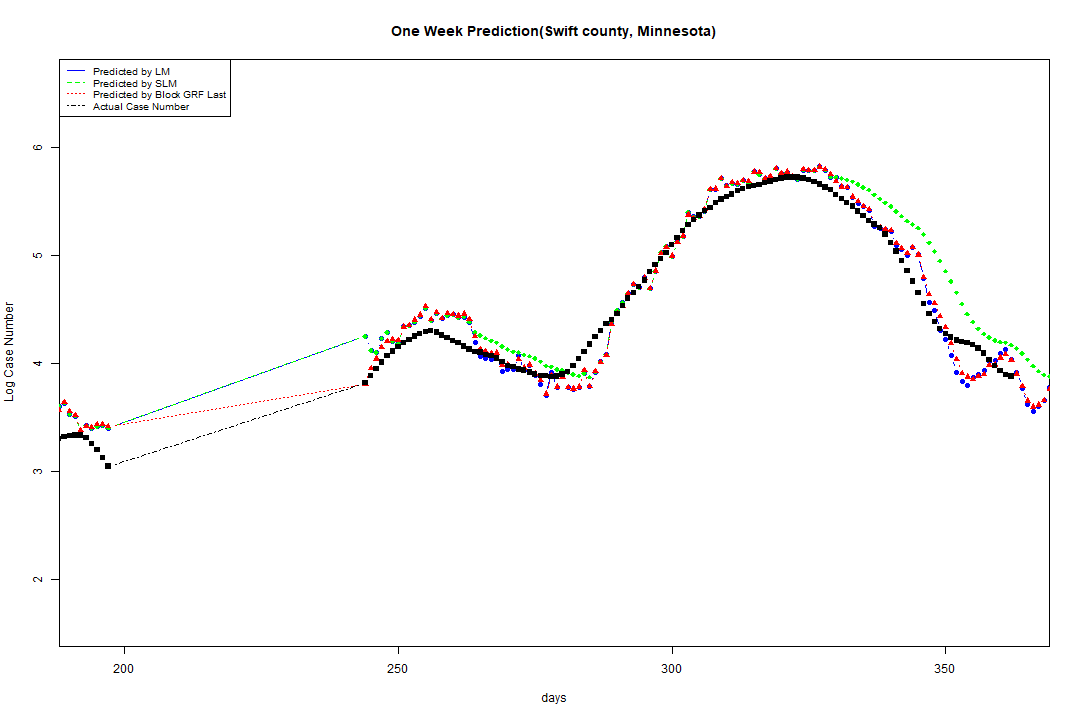 One Week Prediction(Swift county, Minnesota)
Predicted by LM
Predicted by SLM
Predicted by Block GRF Last
Actual Case Number
6
5
4
3
2
Log Case Number
200
250
300
350
days